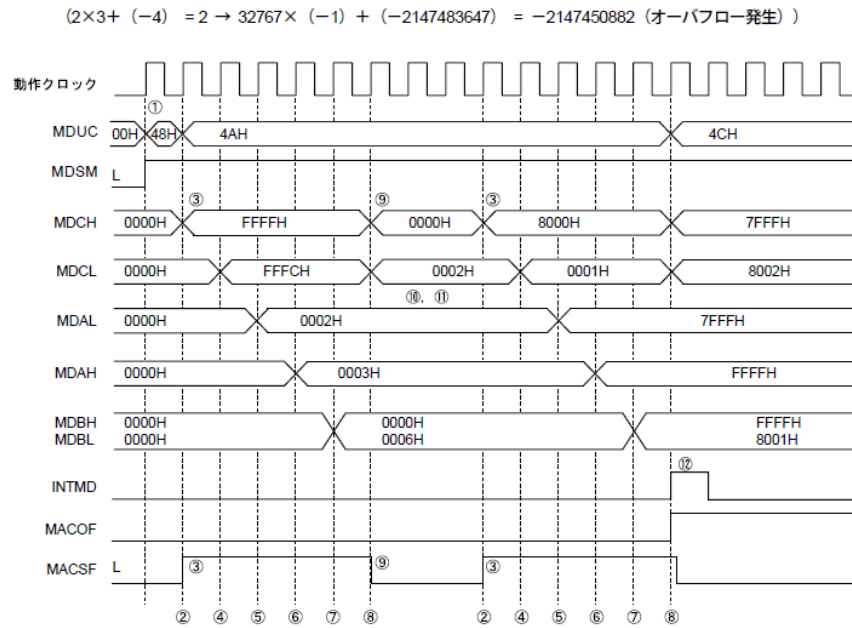 （2×3＋（−4）＝2 → 32767×（−1）＋（−2147483647）＝ −2147450882（オーバフロー発生））
動作クロック
①
MDUC 00H 48H 4AH 4CH
MDSM L
③ ⑨ ③
MDCH 0000H FFFFH 0000H 8000H 7FFFH
MDCL 0000H FFFCH 0002H 0001H 8002H
⑩，⑪
MDAL 0000H 0002H 7FFFH
MDAH 0000H 0003H FFFFH
MDBH 0000H 0000H FFFFH
MDBL 0000H 0006H 8001H
⑫
INTMD
MACOF
MACSF L ③ ⑨ ③
② ④ ⑤ ⑥ ⑦ ⑧ ② ④ ⑤ ⑥ ⑦ ⑧